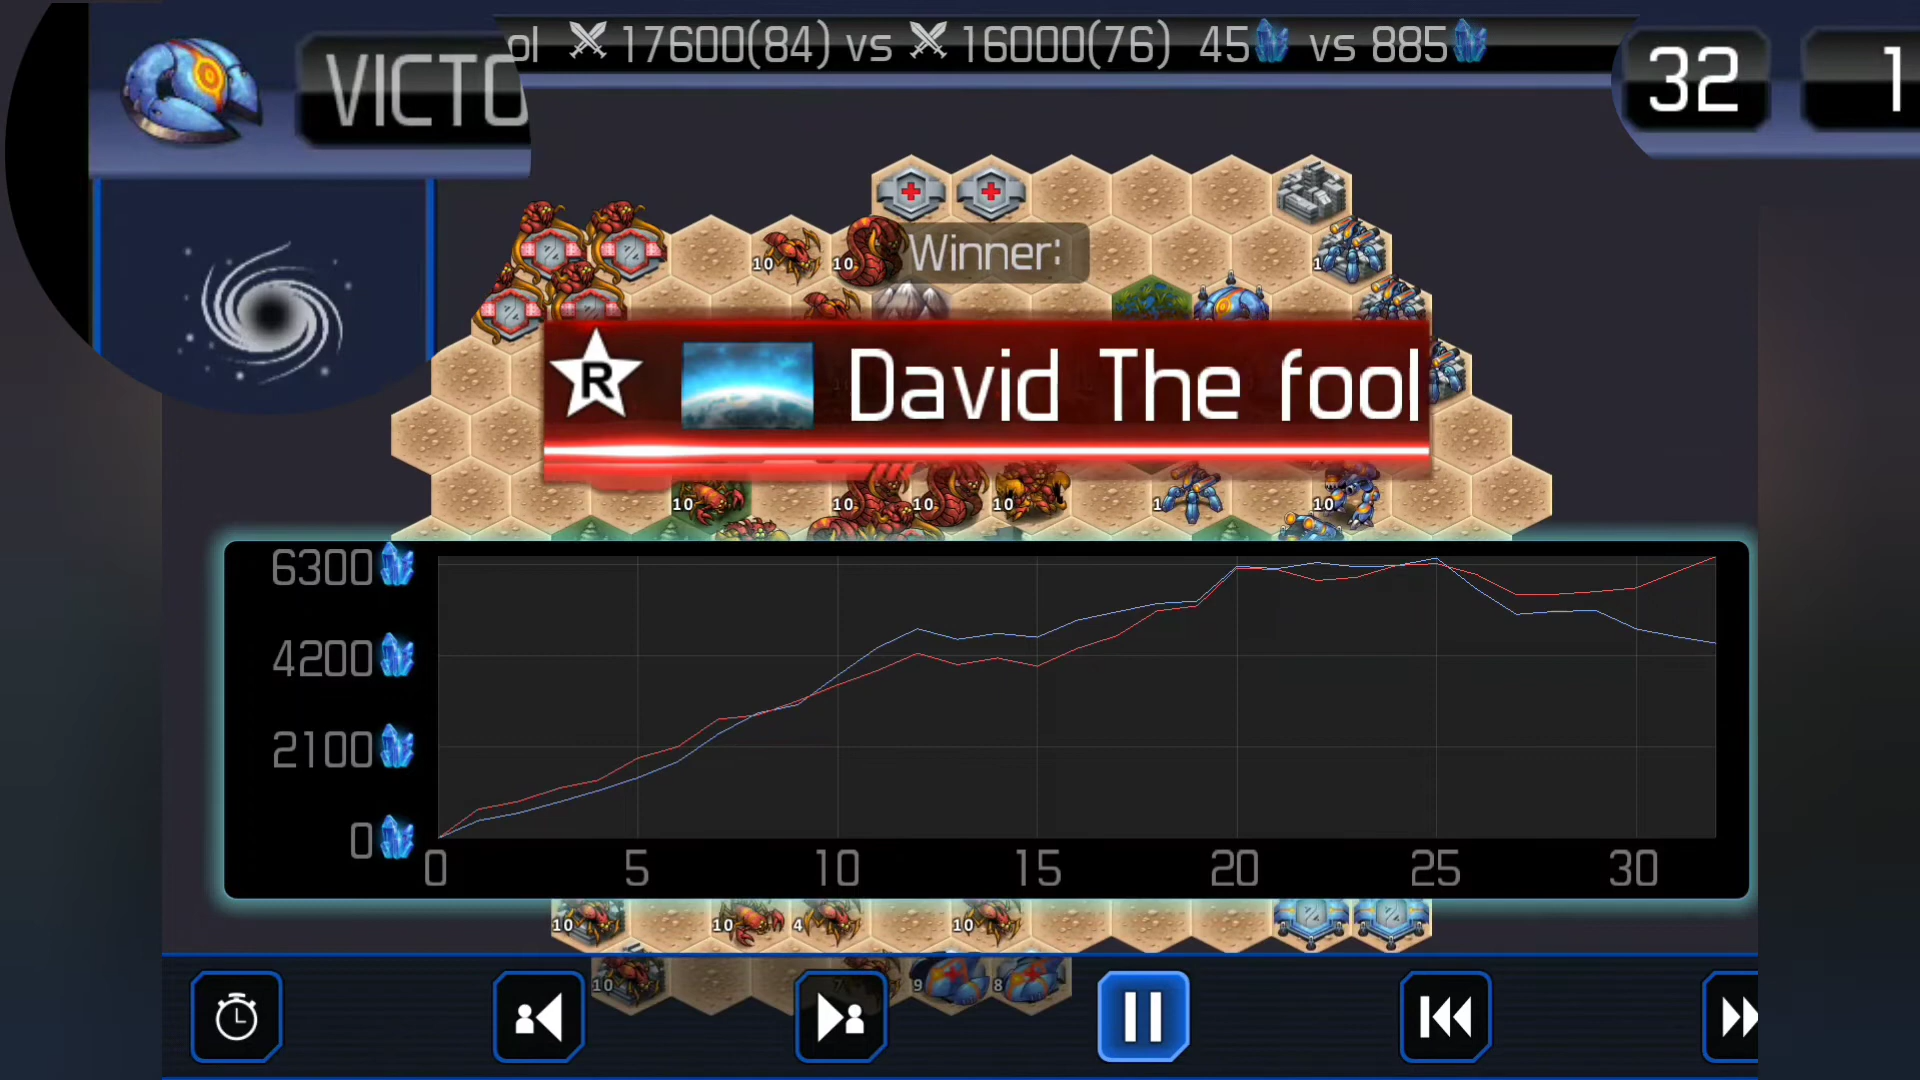 ol 17600(84) vs 16000(76) 45 vs 885
VICTO
32
1
Winner:
10 10
1
R David The fool
10 10 10 10 1 10
6300
4200
2100
0
0 5 10 15 20 25 30
10 10 4 10
10 7 9 8